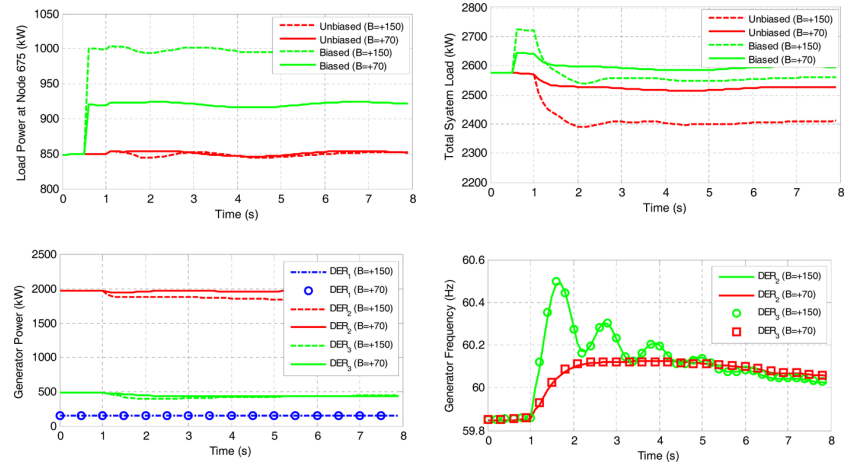 1050
1000
950
900
850
800
Load Power at Node 675 (kW)
0 1 2 3 4 5 6 7 8
Time (s)
Unbiased (B=+150)
Unbiased (B=+70)
Biased (B=+150)
Biased (B=+70)
2800
2700
2600
2500
2400
2300
2200
Total Syatem Load (kW)
0 1 2 3 4 5 6 7 8
Time (s)
Unbiased (B=+150)
Unbiased (B=+70)
Biased (B=+150)
Biased (B=+70)
2500
2000
1500
1000
500
0
Generator Power (kW)
0 1 2 3 4 5 6 7 8
Time (s)
DER1 (B=+150)
DER1 (B=+70)
DER2 (B=+150)
DER2 (B=+70)
DER3 (B=+150)
DER3 (B=+70)
60.6
60.4
60.2
60
59.8
Generator Frequency (Hz)
0 1 2 3 4 5 6 7 8
Time (s)
DER2 (B=+150)
DER2 (B=+70)
DER3 (B=+150)
DER3 (B=+70)